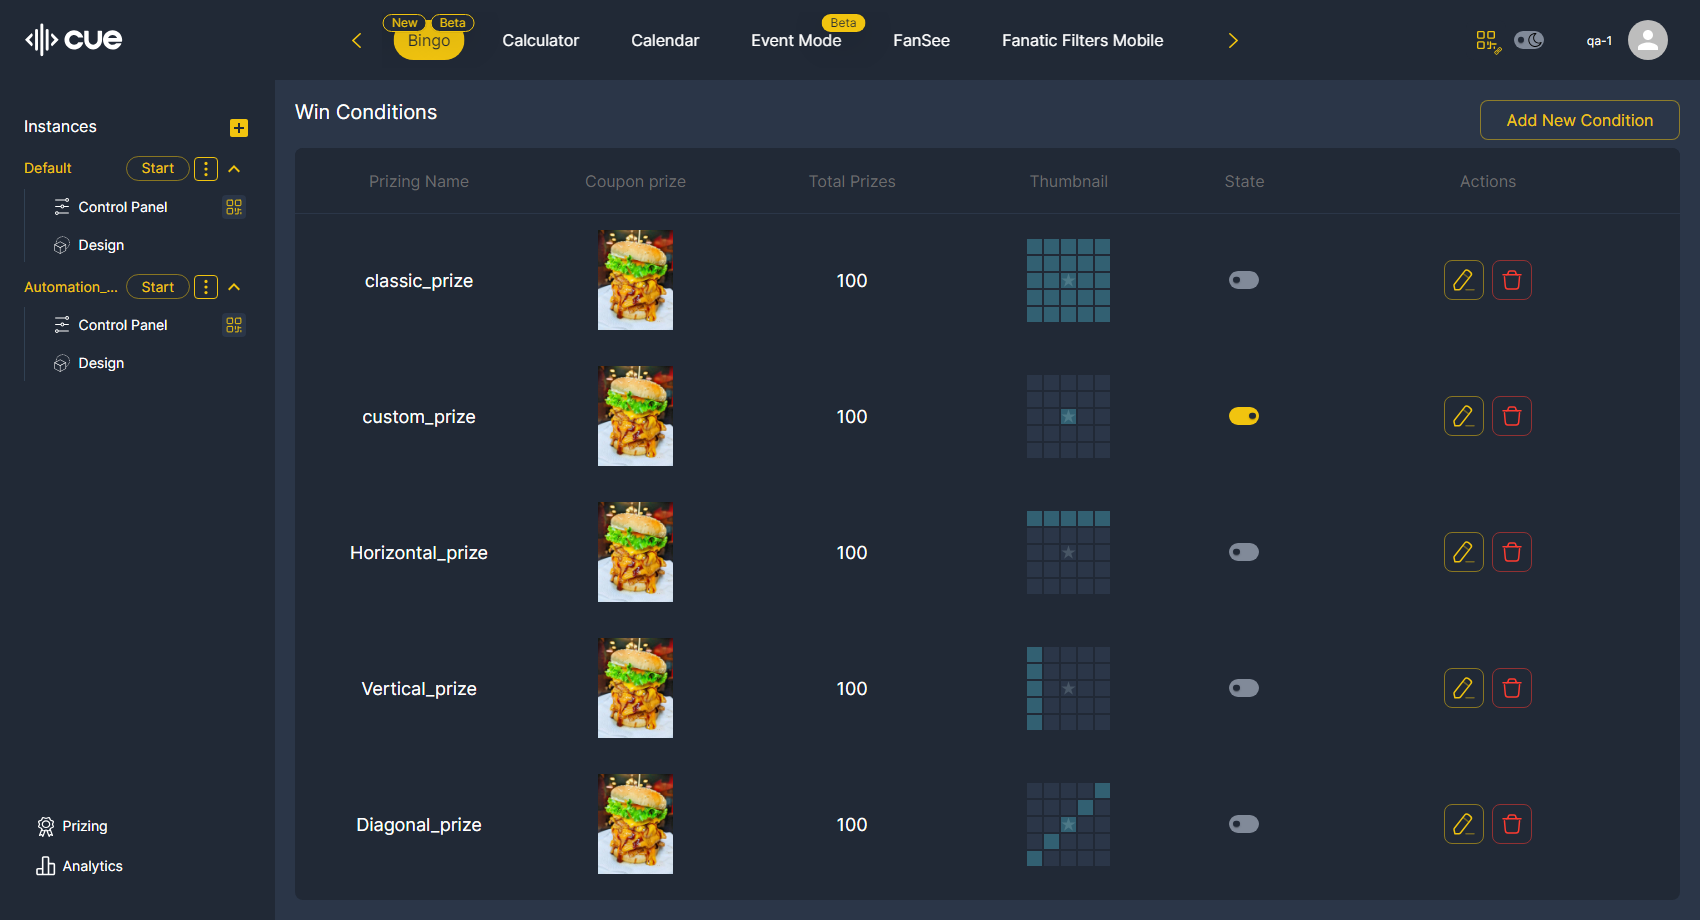 cue
New
Beta
Bingo
Calculator
Calendar
Beta
Event Mode
FanSee
Fanatic Filters Mobile
qa-1
Instances
Default
Start
Control Panel
Design
Automation_...
Start
Control Panel
Design
Prizing
Analytics
Win Conditions
Add New Condition
Prizing Name
Coupon prize
Total Prizes
Thumbnail
State
Actions
classic_prize
100
custom_prize
100
Horizontal_prize
100
Vertical_prize
100
Diagonal_prize
100